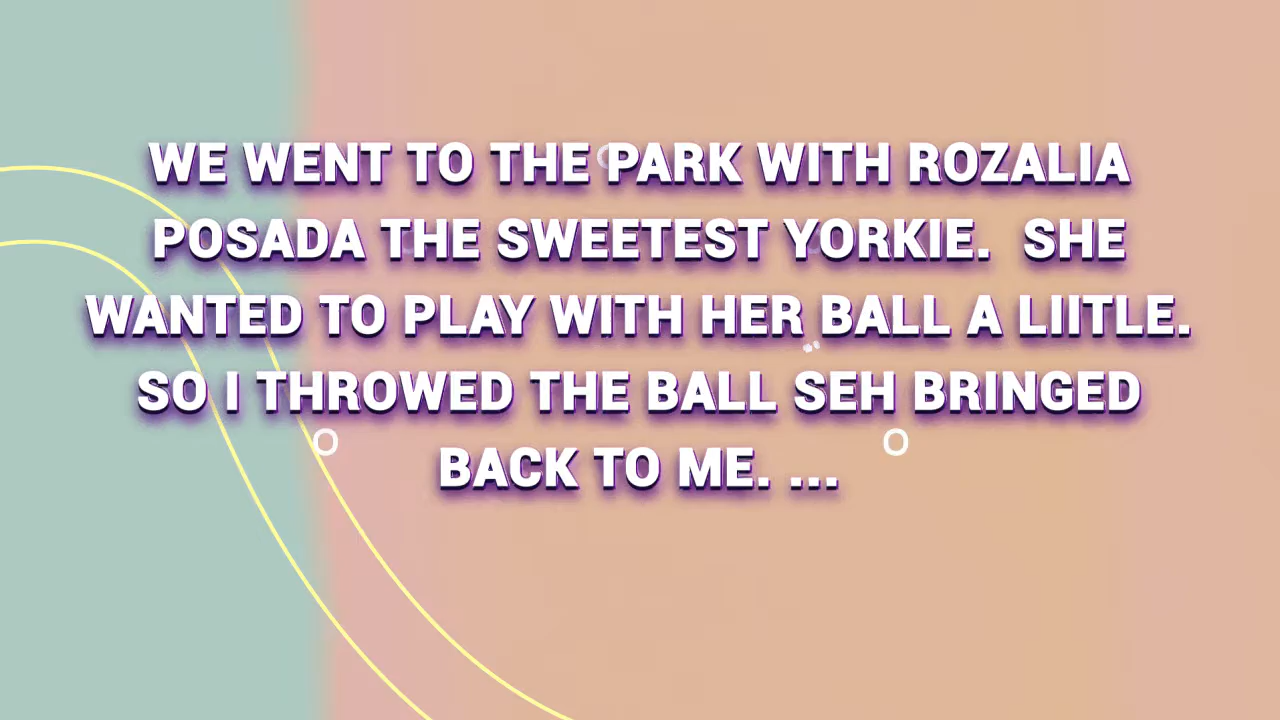 WE WENT TO THE PARK WITH ROZALIA
POSADA THE SWEETEST YORKIE.  SHE
WANTED TO PLAY WITH HER BALL A LIITLE.
SO I THROWED THE BALL SEH BRINGED
BACK TO ME. ...